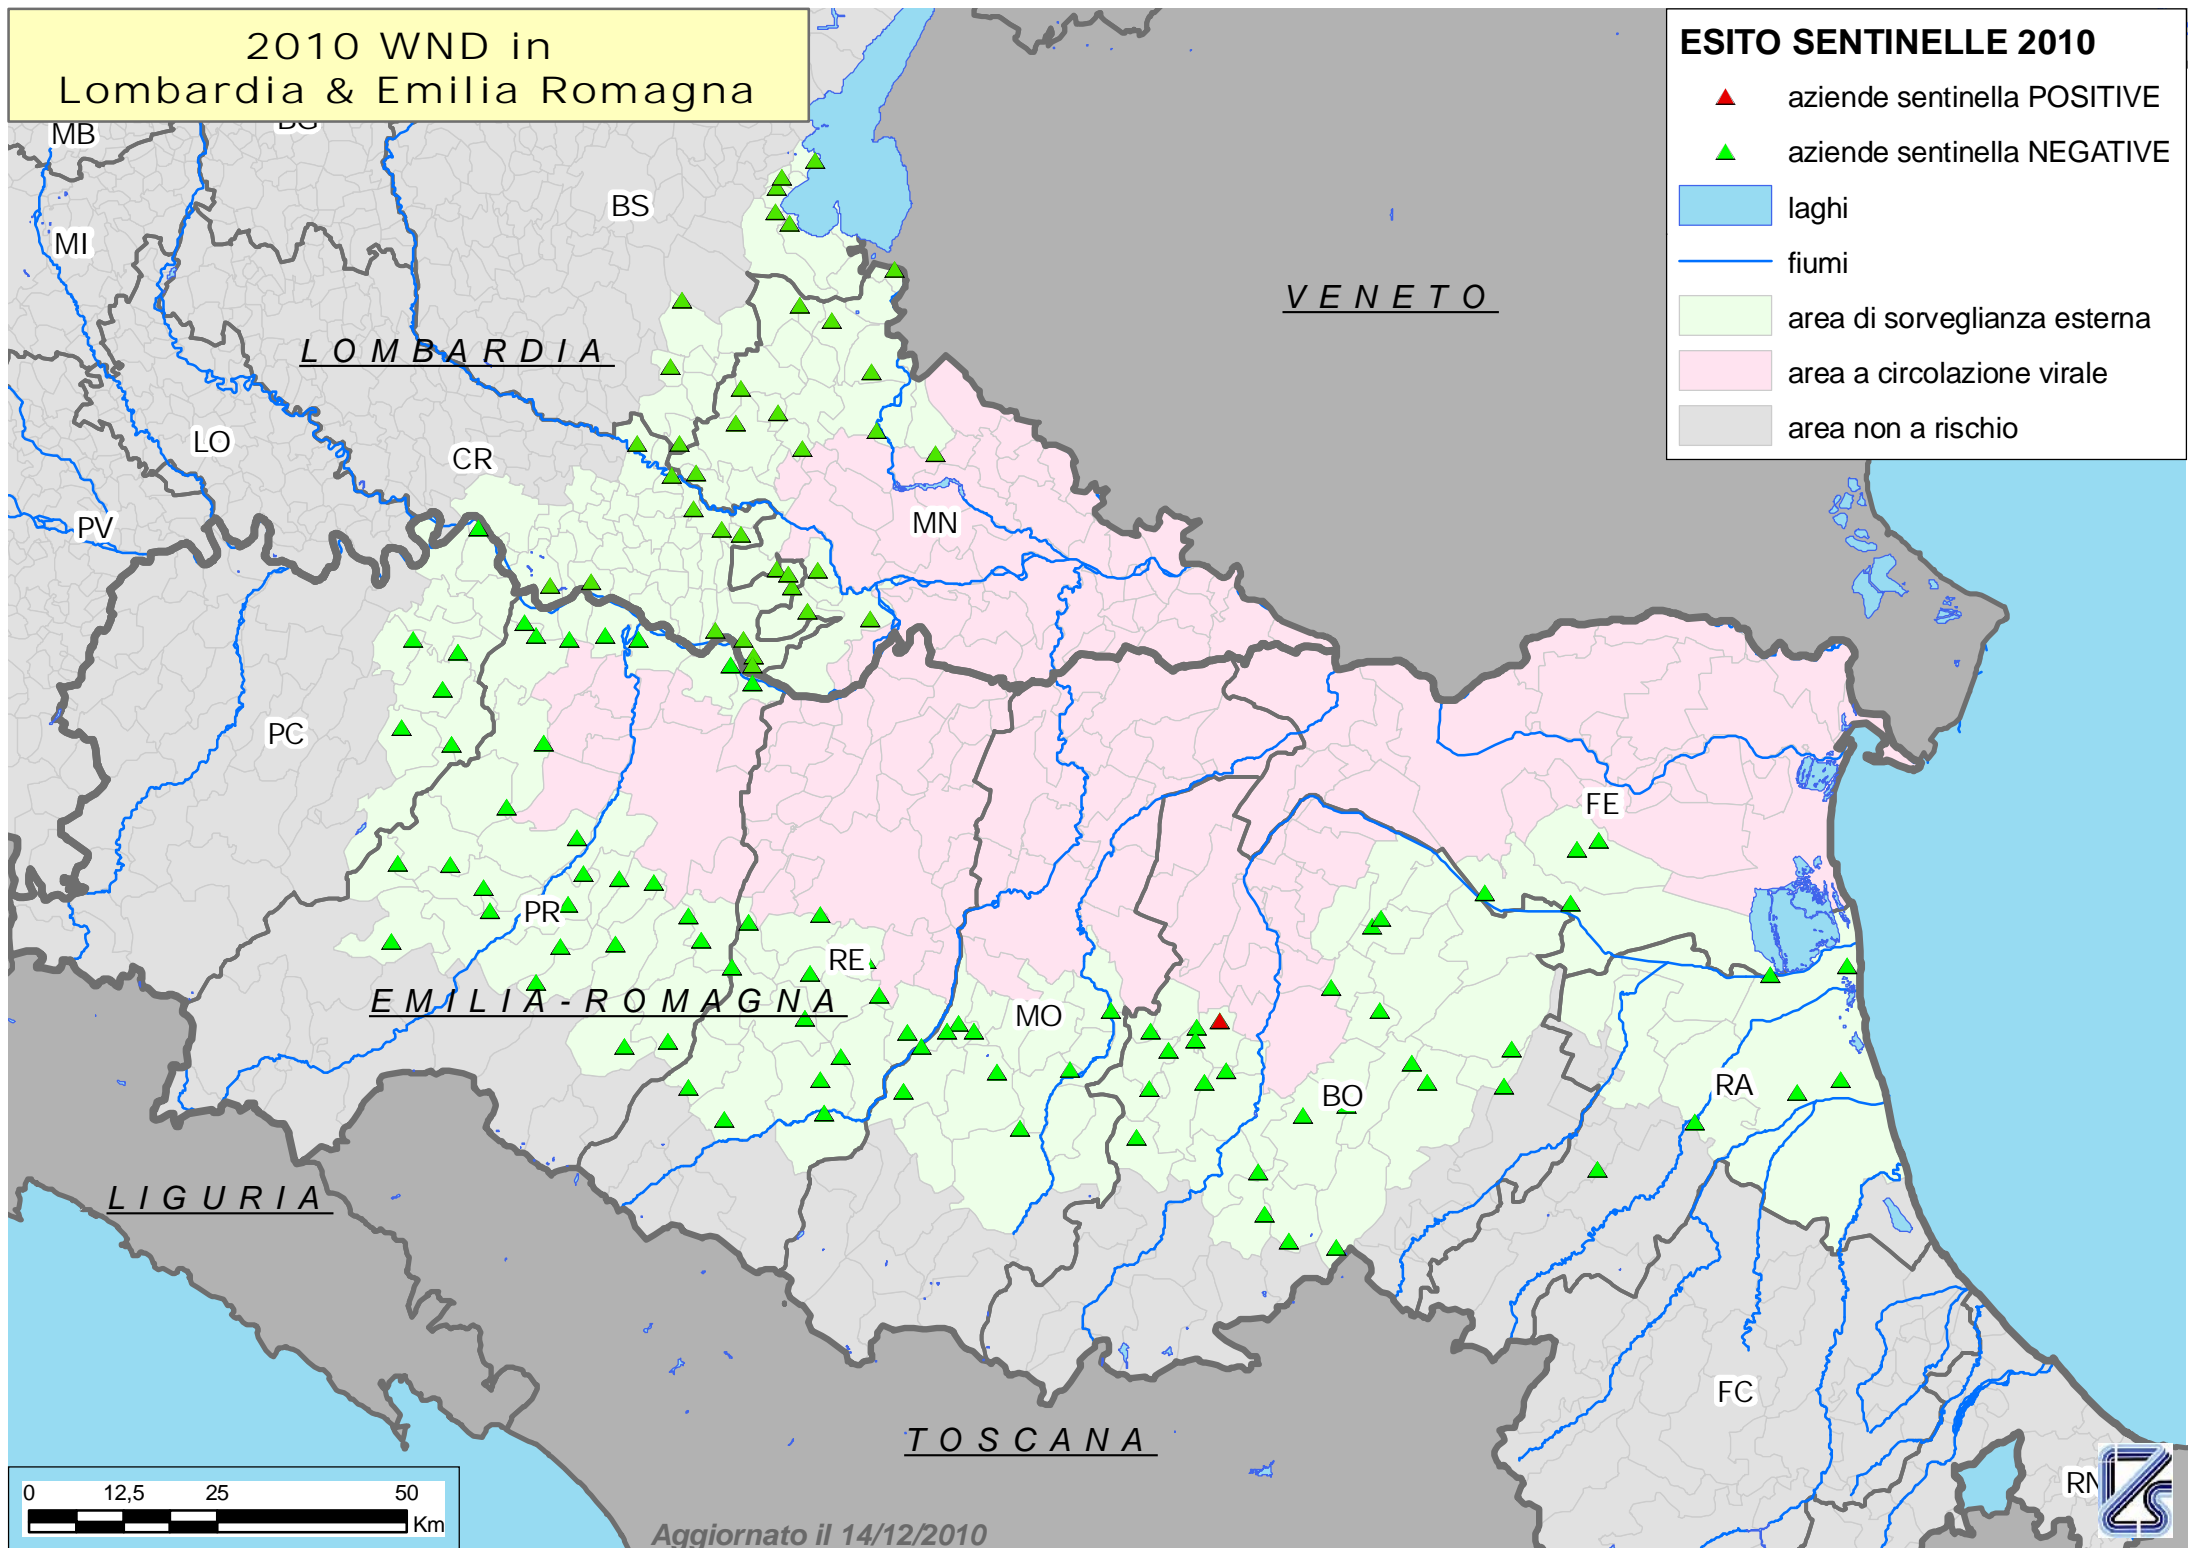 2010 WND in
Lombardia & Emilia Romagna
ESITO SENTINELLE 2010
aziende sentinella POSITIVE
aziende sentinella NEGATIVE
laghi
fiumi
area di sorveglianza esterna
area a circolazione virale
area non a rischio
MB
BG
BS
MI
VENETO
LOMBARDIA
LO
CR
PV
MN
PC
FE
PR
RE
EMILIA-ROMAGNA
MO
BO
RA
LIGURIA
FC
TOSCANA
RN
0 12,5 25 50
Km
Aggiornato il 14/12/2010